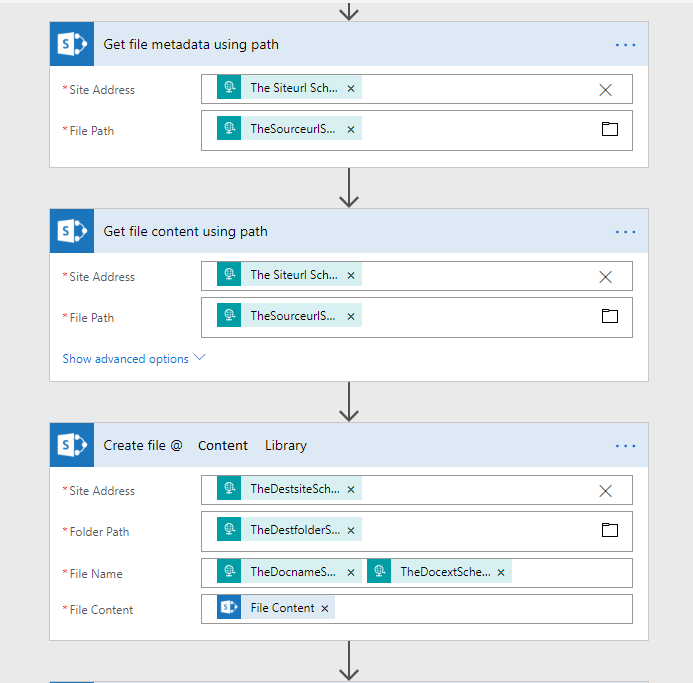 Get file metadata using path ...
* Site Address The Siteurl Sch... ×
* File Path TheSourceurlS... ×
Get file content using path ...
* Site Address The Siteurl Sch... ×
* File Path TheSourceurlS... ×
Show advanced options
Create file @ Content Library ...
* Site Address TheDestsiteSch... ×
* Folder Path TheDestfolderS... ×
* File Name TheDocnameS... × TheDocextSche... ×
* File Content File Content ×